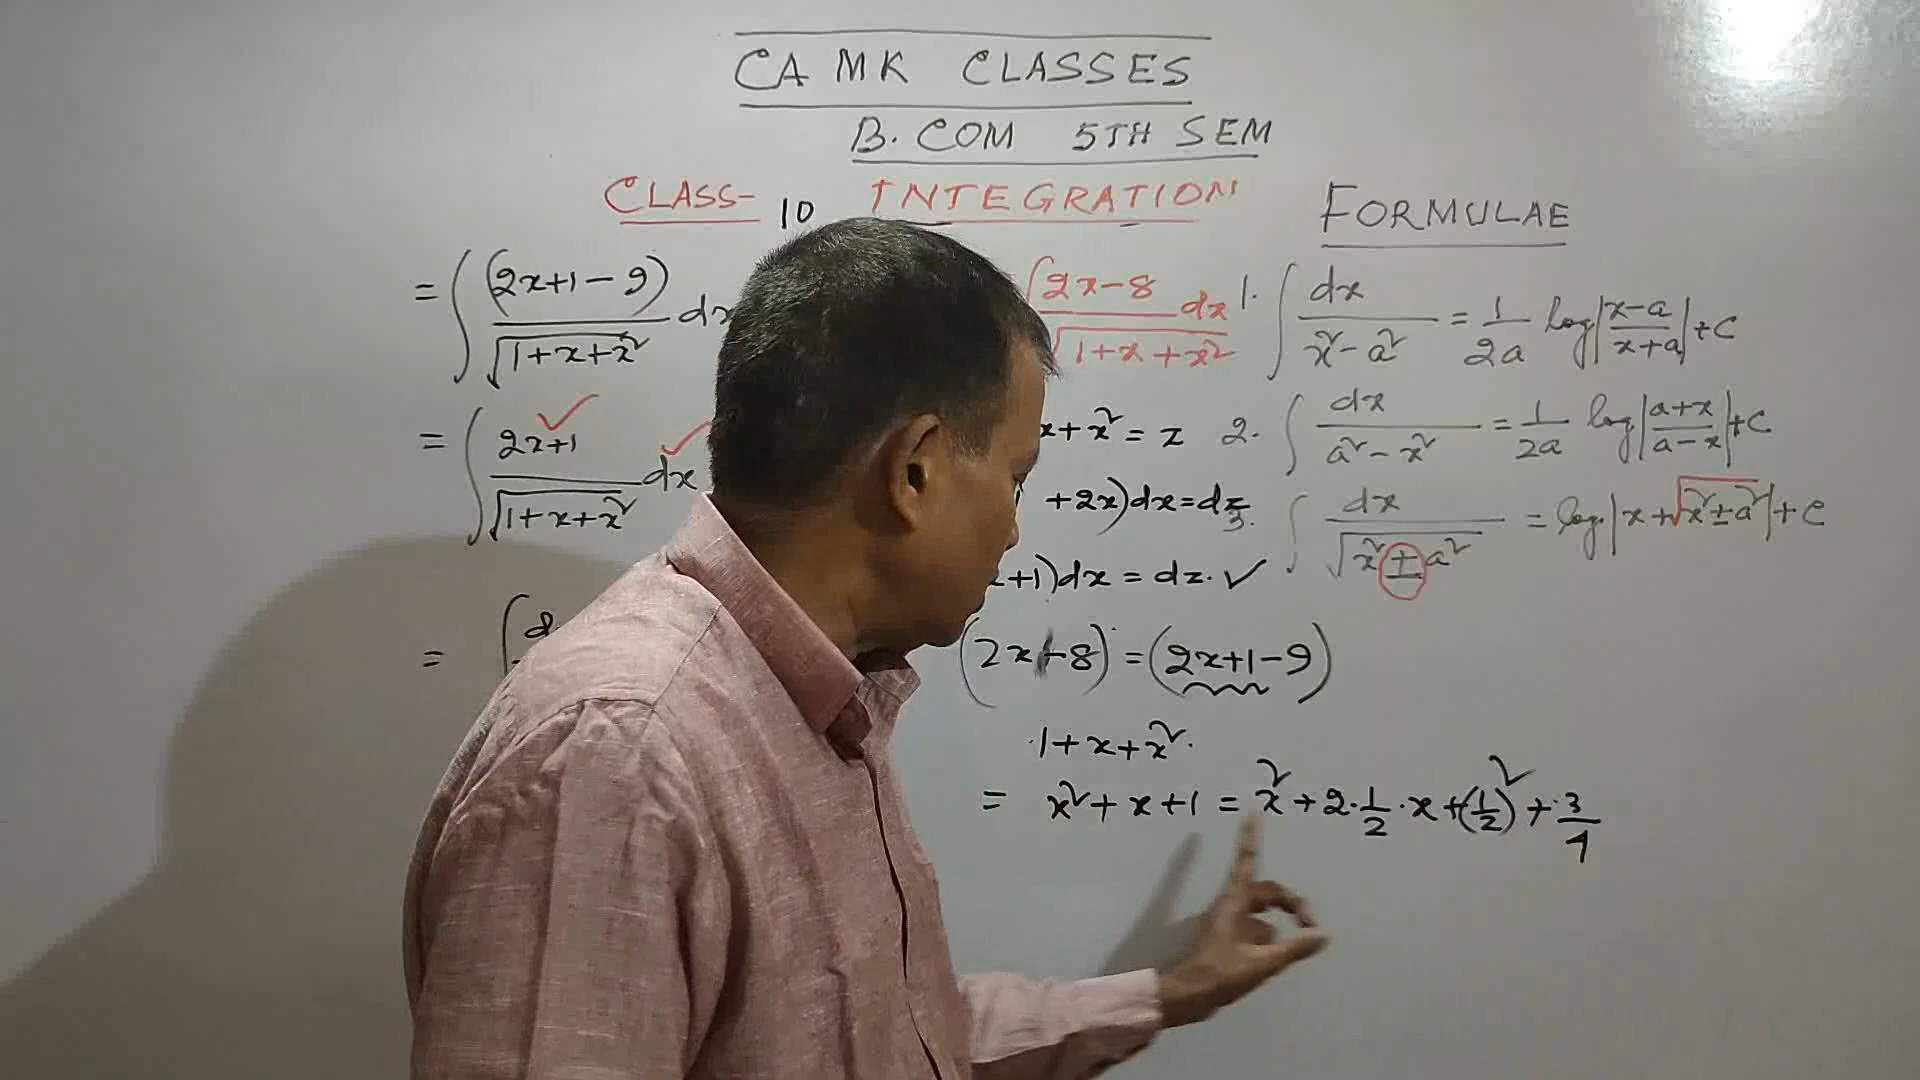 CA MK CLASSES
B. COM 5TH SEM
CLASS- 10 INTEGRATION
= ∫ (2x+1-9) / √(1+x+x²) dx
= ∫ 2x+1 / √(1+x+x²) dx
=
∫ 2x-8 / √(1+x+x²) dx
x+x² = z
+2x)dx = dz
+1)dx = dz. ✓
(2x-8) = (2x+1-9)
1+x+x².
= x²+x+1 = x²+2·1/2·x+(1/2)²+3/4
FORMULAE
1. ∫ dx / x²-a² = 1/2a log|x-a / x+a|+C
2. ∫ dx / a²-x² = 1/2a log|a+x / a-x|+C
3. ∫ dx / √(x²±a²) = log|x+√(x²±a²)|+C